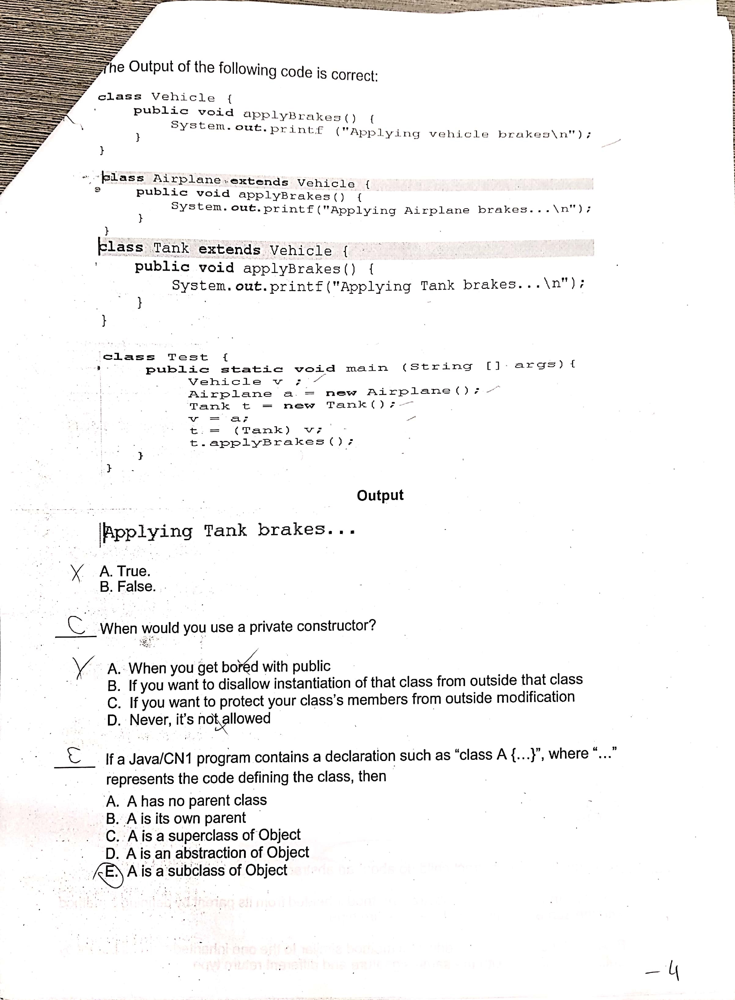 The Output of the following code is correct:
class Vehicle {
public void applyBrakes() {
System.out.printf ("Applying vehicle brakes\n");
}
}
class Airplane extends Vehicle {
public void applyBrakes() {
System.out.printf("Applying Airplane brakes...\n");
}
}
class Tank extends Vehicle {
public void applyBrakes() {
System.out.printf("Applying Tank brakes...\n");
}
}
class Test {
public static void main (String [] args) {
Vehicle v ;
Airplane a = new Airplane();
Tank t = new Tank();
v = a;
t = (Tank) v;
t.applyBrakes();
}
}
Output
Applying Tank brakes...
X A. True.
B. False.
C When would you use a private constructor?
X A. When you get bored with public
B. If you want to disallow instantiation of that class from outside that class
C. If you want to protect your class's members from outside modification
D. Never, it's not allowed
E If a Java/CN1 program contains a declaration such as “class A {...}”, where “...”
represents the code defining the class, then
A. A has no parent class
B. A is its own parent
C. A is a superclass of Object
D. A is an abstraction of Object
E. A is a subclass of Object
-4